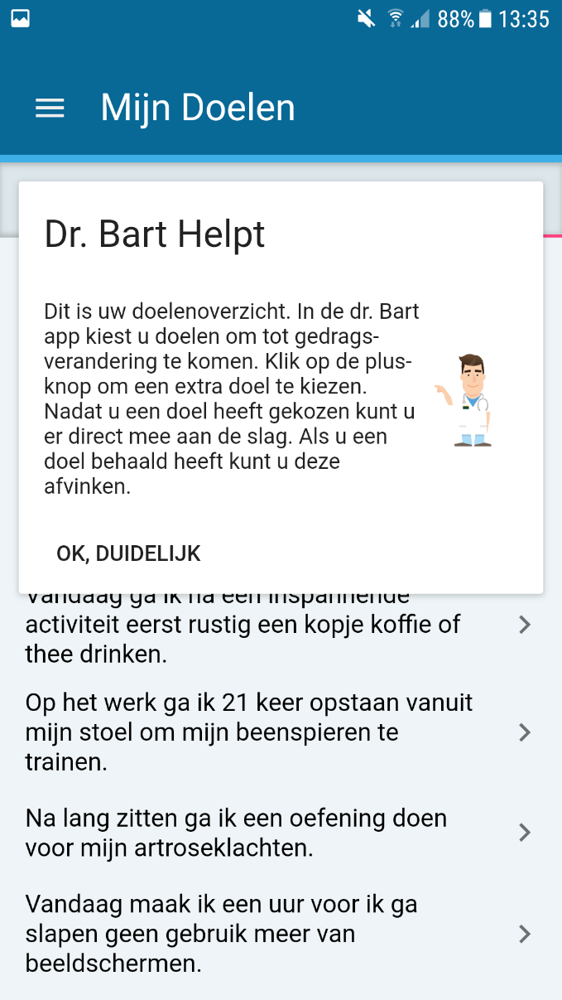 88% 13:35
Mijn Doelen
Dr. Bart Helpt
Dit is uw doelenoverzicht. In de dr. Bart
app kiest u doelen om tot gedrags-
verandering te komen. Klik op de plus-
knop om een extra doel te kiezen.
Nadat u een doel heeft gekozen kunt u
er direct mee aan de slag. Als u een
doel behaald heeft kunt u deze
afvinken.
OK, DUIDELIJK
Vandaag ga ik na een inspannende
activiteit eerst rustig een kopje koffie of
thee drinken.
Op het werk ga ik 21 keer opstaan vanuit
mijn stoel om mijn beenspieren te
trainen.
Na lang zitten ga ik een oefening doen
voor mijn artroseklachten.
Vandaag maak ik een uur voor ik ga
slapen geen gebruik meer van
beeldschermen.